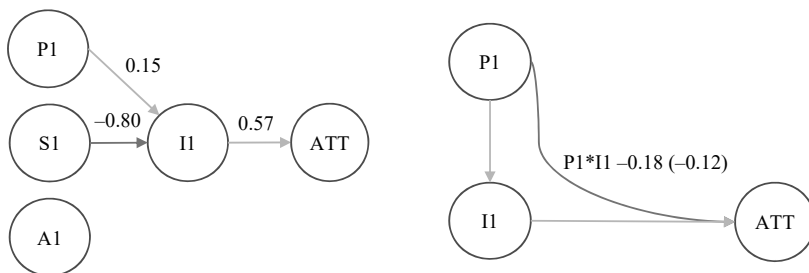 P1
0.15
S1
–0.80
I1
0.57
ATT
A1
P1
P1*I1 –0.18 (–0.12)
I1
ATT